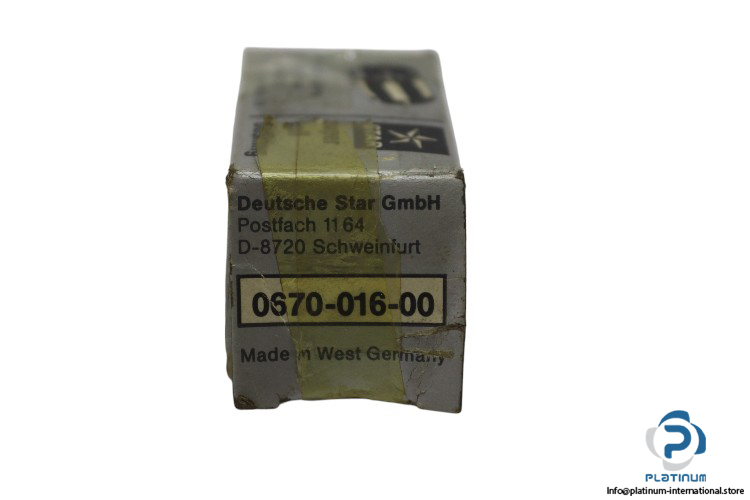 STAR
Deutsche Star GmbH
Postfach 1164
D-8720 Schweinfurt
0670-016-00
Made in West Germany
PLATINUM
Info@platinum-international.store